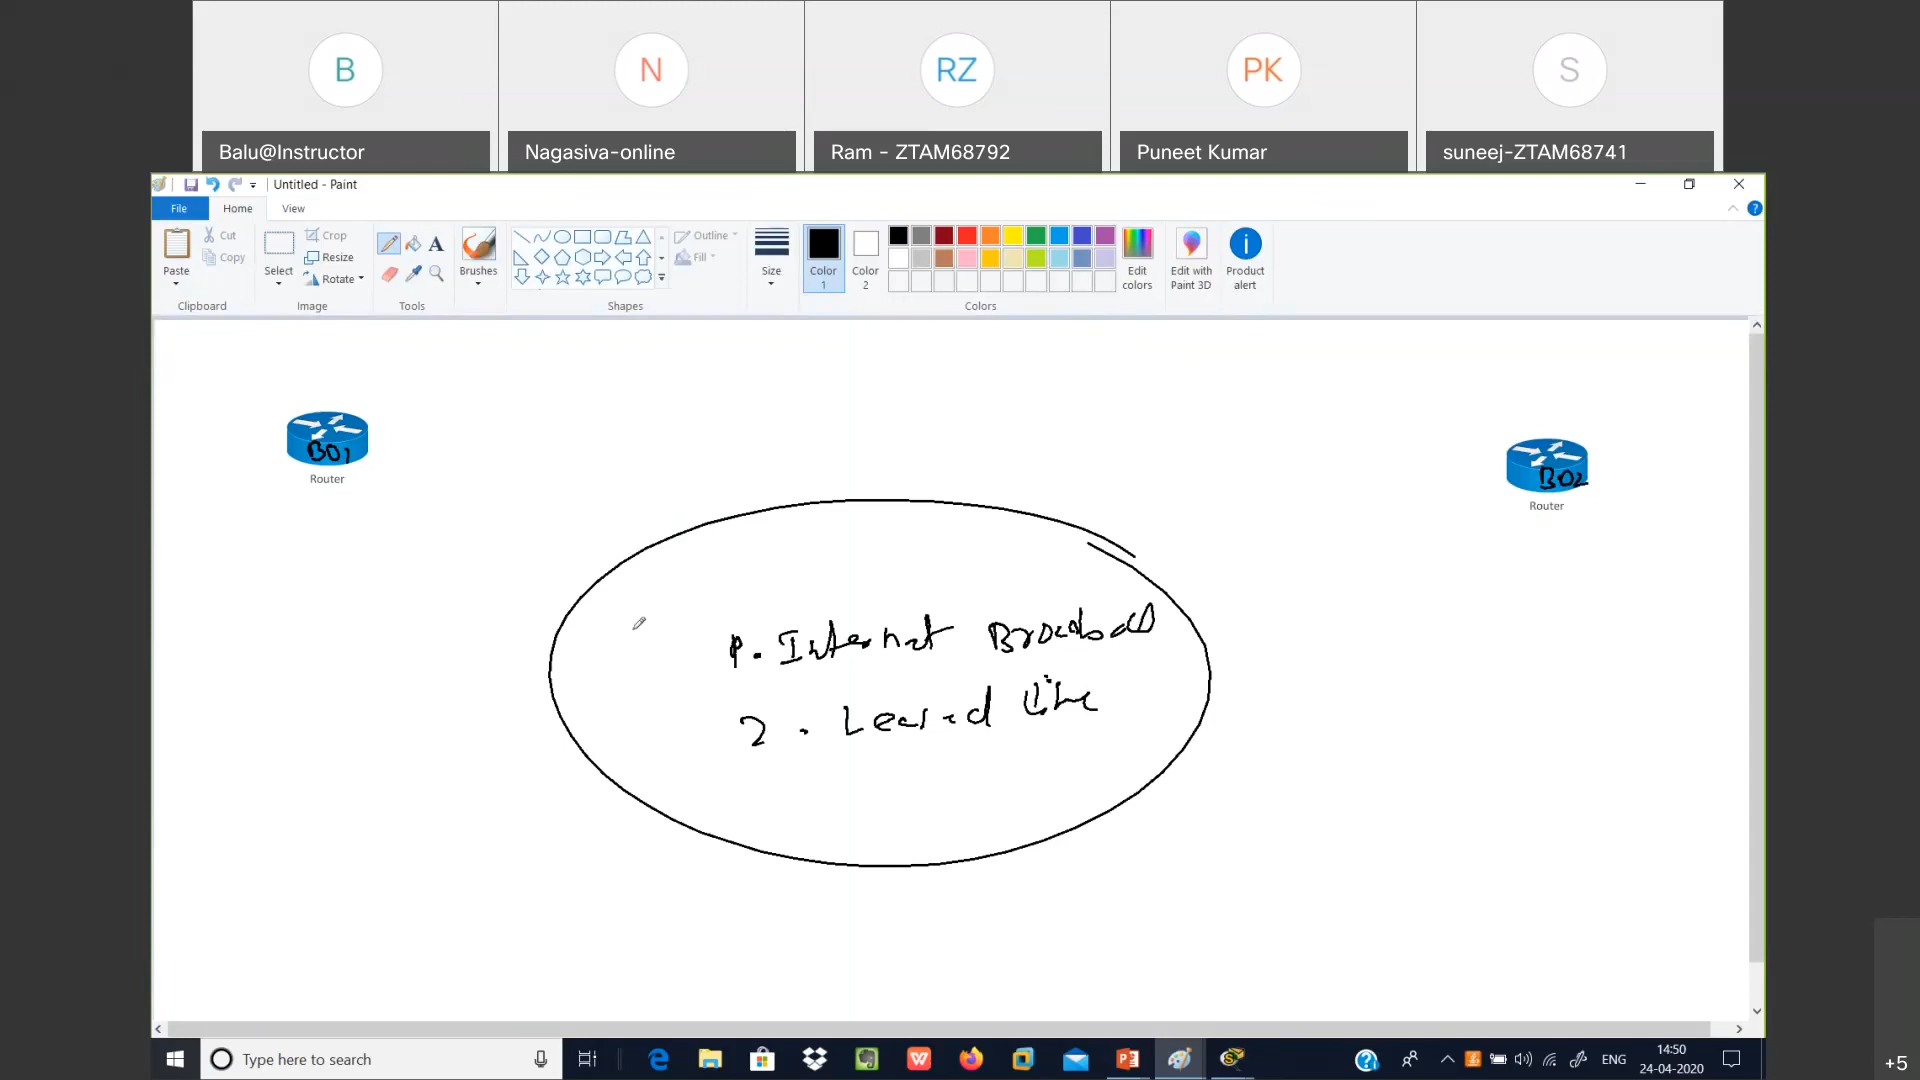 B
N
RZ
PK
S
Balu@Instructor
Nagasiva-online
Ram - ZTAM68792
Puneet Kumar
suneej-ZTAM68741
Untitled - Paint
File
Home
View
Paste
Cut
Copy
Clipboard
Select
Crop
Resize
Rotate
Image
A
Tools
Brushes
Shapes
Outline
Fill
Size
Color 1
Color 2
Edit colors
Colors
Edit with Paint 3D
Product alert
BO1
Router
BO2
Router
1. Internet
2. Leased line
Type here to search
ENG
14:50
24-04-2020
+5